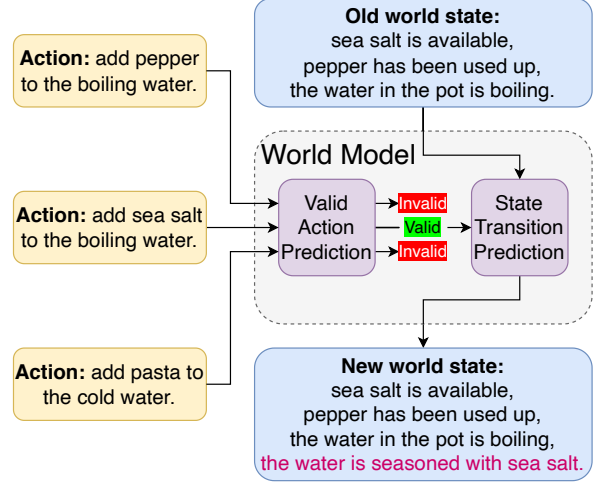 Old world state:
sea salt is available,
pepper has been used up,
the water in the pot is boiling.
Action: add pepper
to the boiling water.
World Model
Action: add sea salt
to the boiling water.
Valid
Action
Prediction
Invalid
Valid
Invalid
State
Transition
Prediction
Action: add pasta to
the cold water.
New world state:
sea salt is available,
pepper has been used up,
the water in the pot is boiling,
the water is seasoned with sea salt.